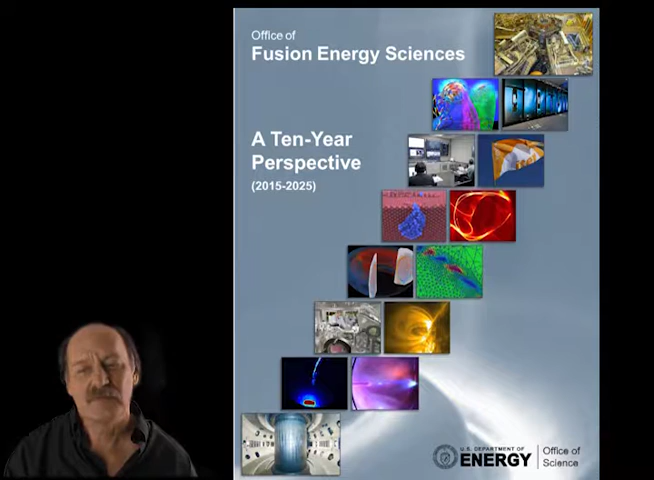 Office of
Fusion Energy Sciences
A Ten-Year
Perspective
(2015-2025)
U.S. DEPARTMENT OF
ENERGY
Office of
Science